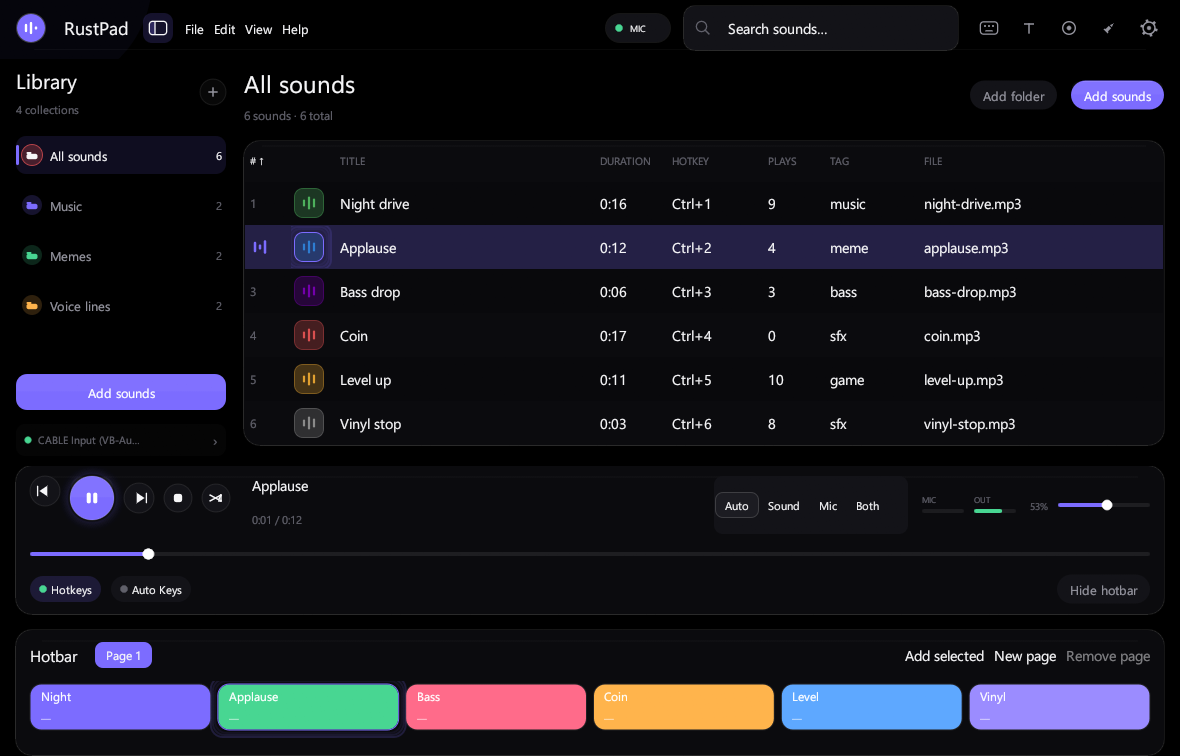 RustPad File Edit View Help MIC Search sounds...
Library
4 collections
All sounds 6
Music 2
Memes 2
Voice lines 2
Add sounds
CABLE Input (VB-Au...
All sounds
6 sounds · 6 total
Add folder Add sounds
# ↑ TITLE DURATION HOTKEY PLAYS TAG FILE
1 Night drive 0:16 Ctrl+1 9 music night-drive.mp3
Applause 0:12 Ctrl+2 4 meme applause.mp3
3 Bass drop 0:06 Ctrl+3 3 bass bass-drop.mp3
4 Coin 0:17 Ctrl+4 0 sfx coin.mp3
5 Level up 0:11 Ctrl+5 10 game level-up.mp3
6 Vinyl stop 0:03 Ctrl+6 8 sfx vinyl-stop.mp3
Applause
0:01 / 0:12
Auto Sound Mic Both
MIC OUT 53%
Hotkeys Auto Keys Hide hotbar
Hotbar Page 1 Add selected New page Remove page
Night Applause Bass Coin Level Vinyl
— — — — — —